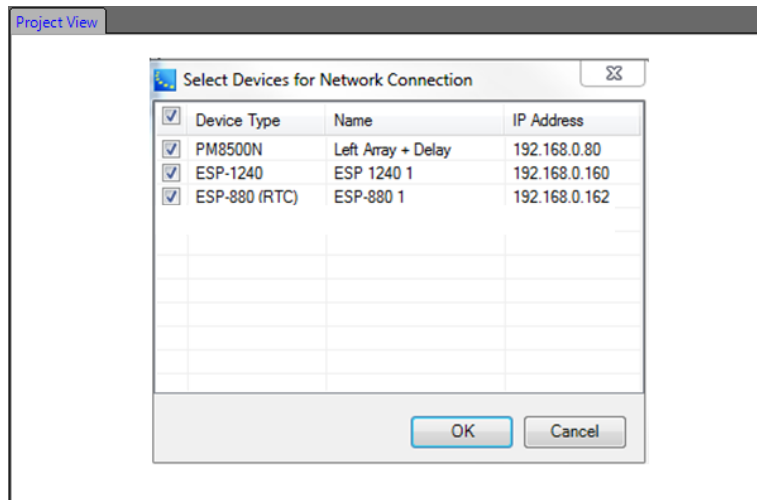 Project View
Select Devices for Network Connection
Device Type Name IP Address
PM8500N Left Array + Delay 192.168.0.80
ESP-1240 ESP 1240 1 192.168.0.160
ESP-880 (RTC) ESP-880 1 192.168.0.162
OK Cancel